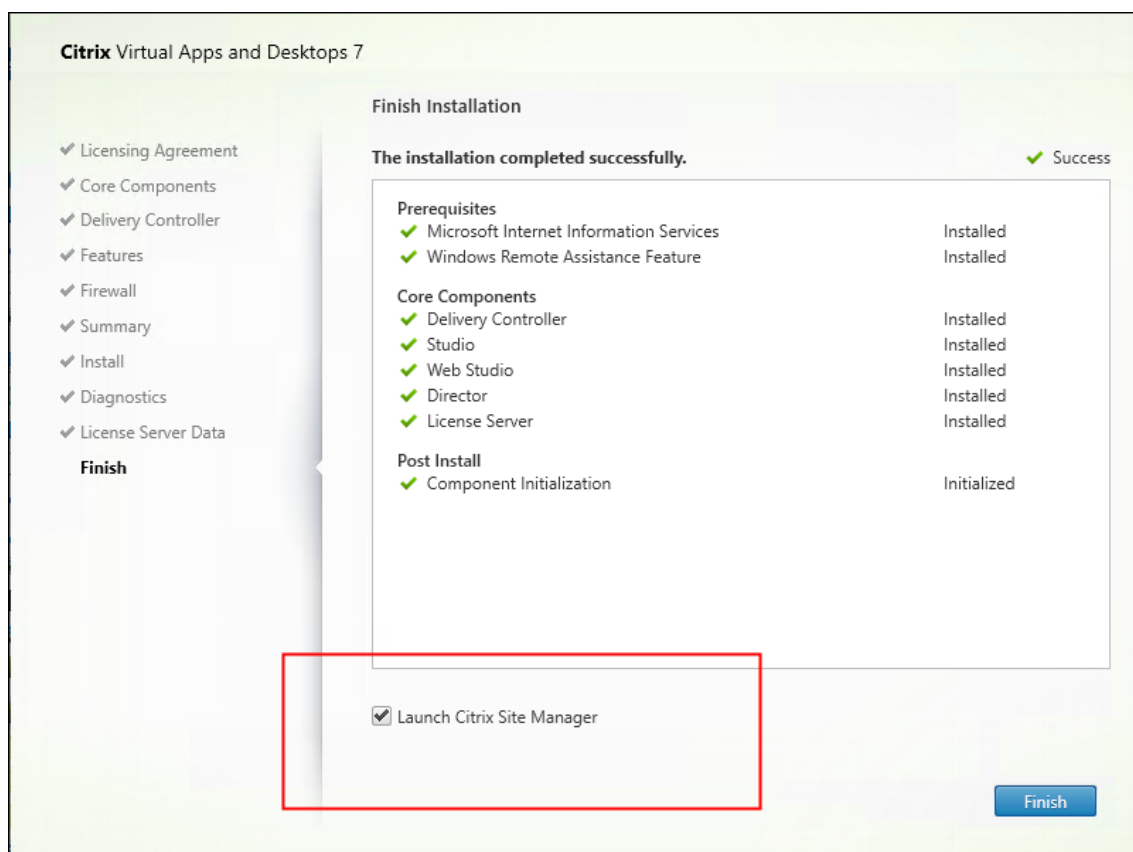 Citrix Virtual Apps and Desktops 7
Licensing Agreement
Core Components
Delivery Controller
Features
Firewall
Summary
Install
Diagnostics
License Server Data
Finish
Finish Installation
The installation completed successfully. Success
Prerequisites
Microsoft Internet Information Services Installed
Windows Remote Assistance Feature Installed
Core Components
Delivery Controller Installed
Studio Installed
Web Studio Installed
Director Installed
License Server Installed
Post Install
Component Initialization Initialized
Launch Citrix Site Manager
Finish